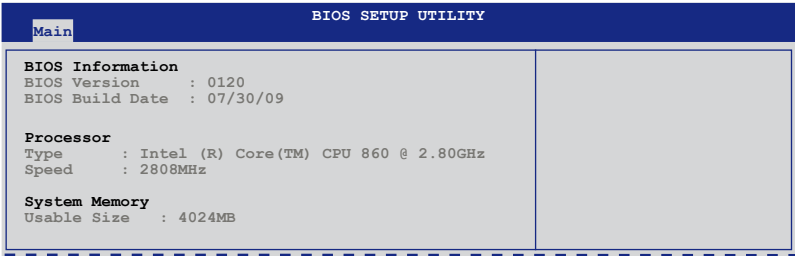 BIOS SETUP UTILITY
Main
BIOS Information
BIOS Version : 0120
BIOS Build Date : 07/30/09
Processor
Type : Intel (R) Core(TM) CPU 860 @ 2.80GHz
Speed : 2808MHz
System Memory
Usable Size : 4024MB